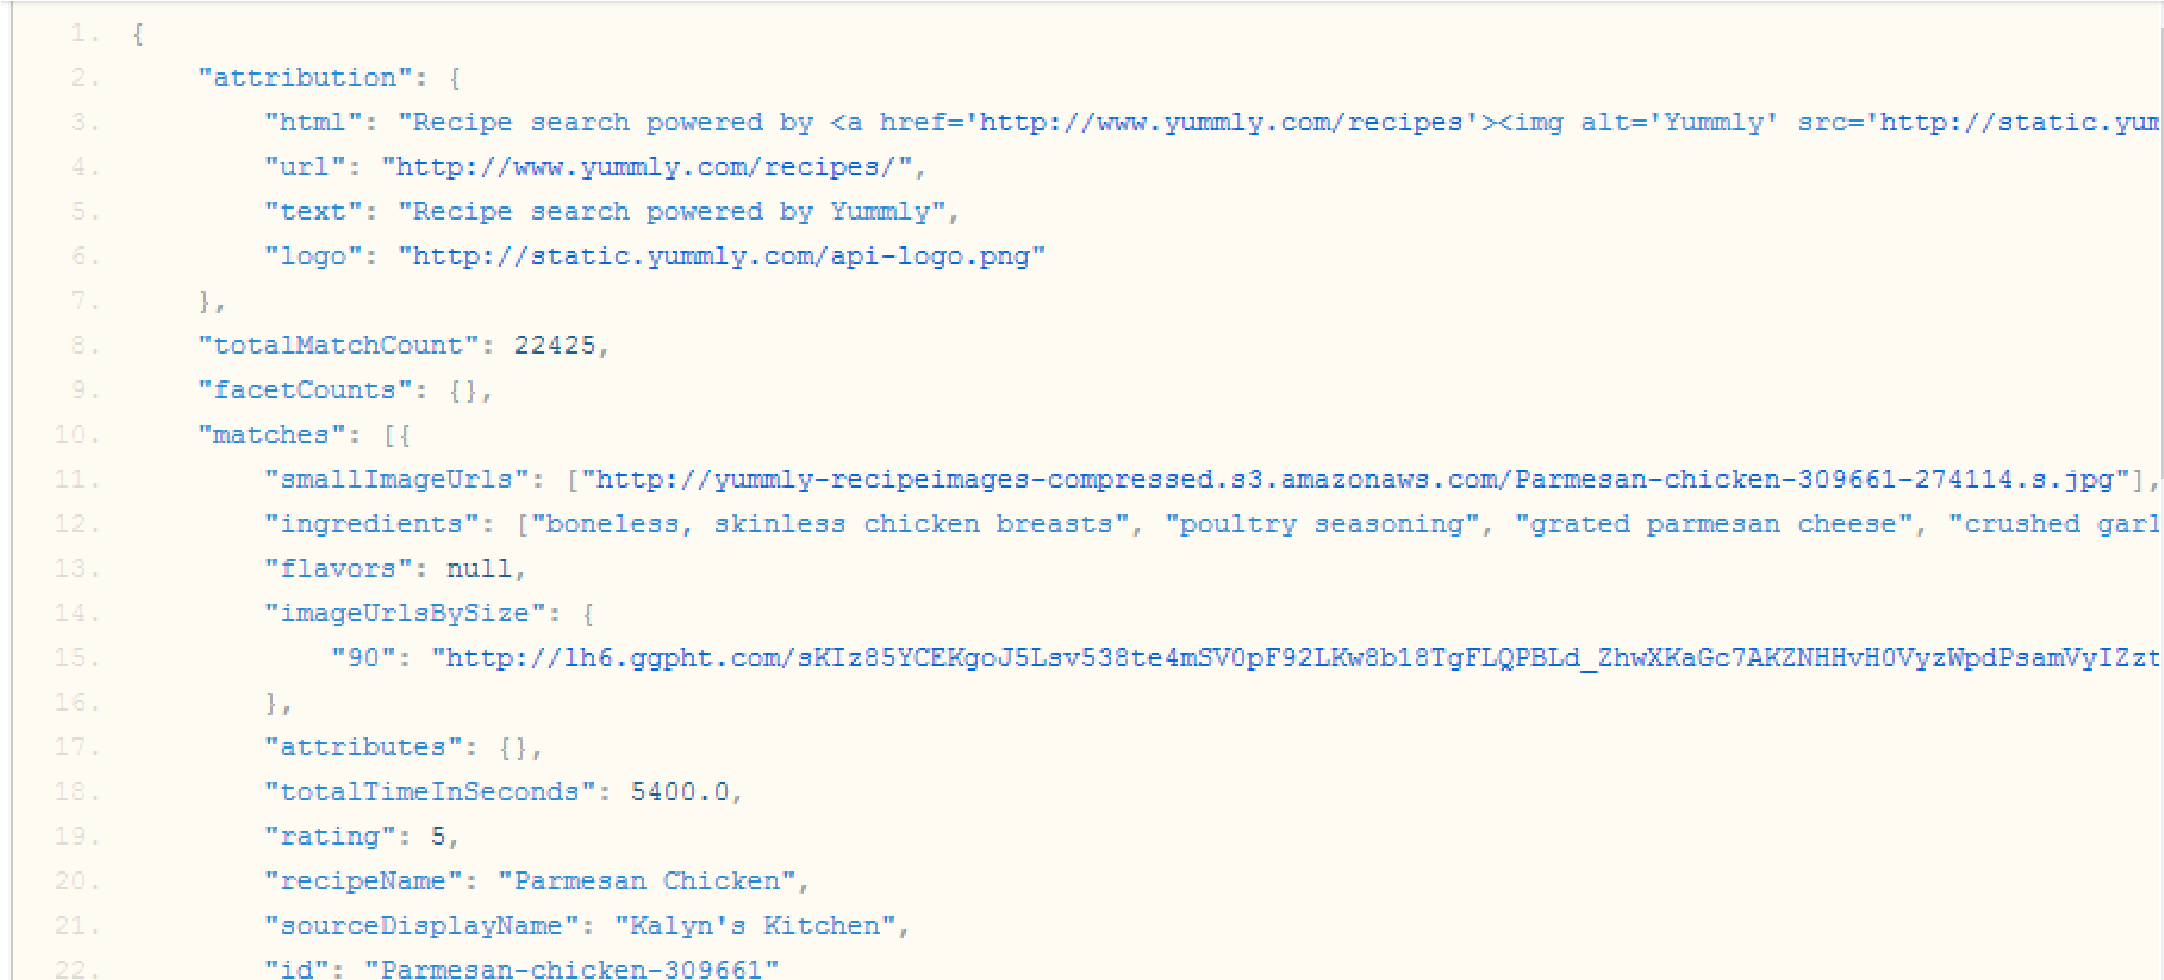 1. {
2. "attribution": {
3. "html": "Recipe search powered by <a href='http://www.yummly.com/recipes'><img alt='Yummly' src='http://static.yum
4. "url": "http://www.yummly.com/recipes/",
5. "text": "Recipe search powered by Yummly",
6. "logo": "http://static.yummly.com/api-logo.png"
7. },
8. "totalMatchCount": 22425,
9. "facetCounts": {},
10. "matches": [{
11. "smallImageUrls": ["http://yummly-recipeimages-compressed.s3.amazonaws.com/Parmesan-chicken-309661-274114.s.jpg"],
12. "ingredients": ["boneless, skinless chicken breasts", "poultry seasoning", "grated parmesan cheese", "crushed garl
13. "flavors": null,
14. "imageUrlsBySize": {
15. "90": "http://lh6.ggpht.com/sKIz85YCEKgoJ5Lsv538te4mSV0pF92LKw8b18TgFLQPBLd_ZhwXKaGc7AKZNHHvH0VyzWpdPsamVyIZzt
16. },
17. "attributes": {},
18. "totalTimeInSeconds": 5400.0,
19. "rating": 5,
20. "recipeName": "Parmesan Chicken",
21. "sourceDisplayName": "Kalyn's Kitchen",
22. "id": "Parmesan-chicken-309661"